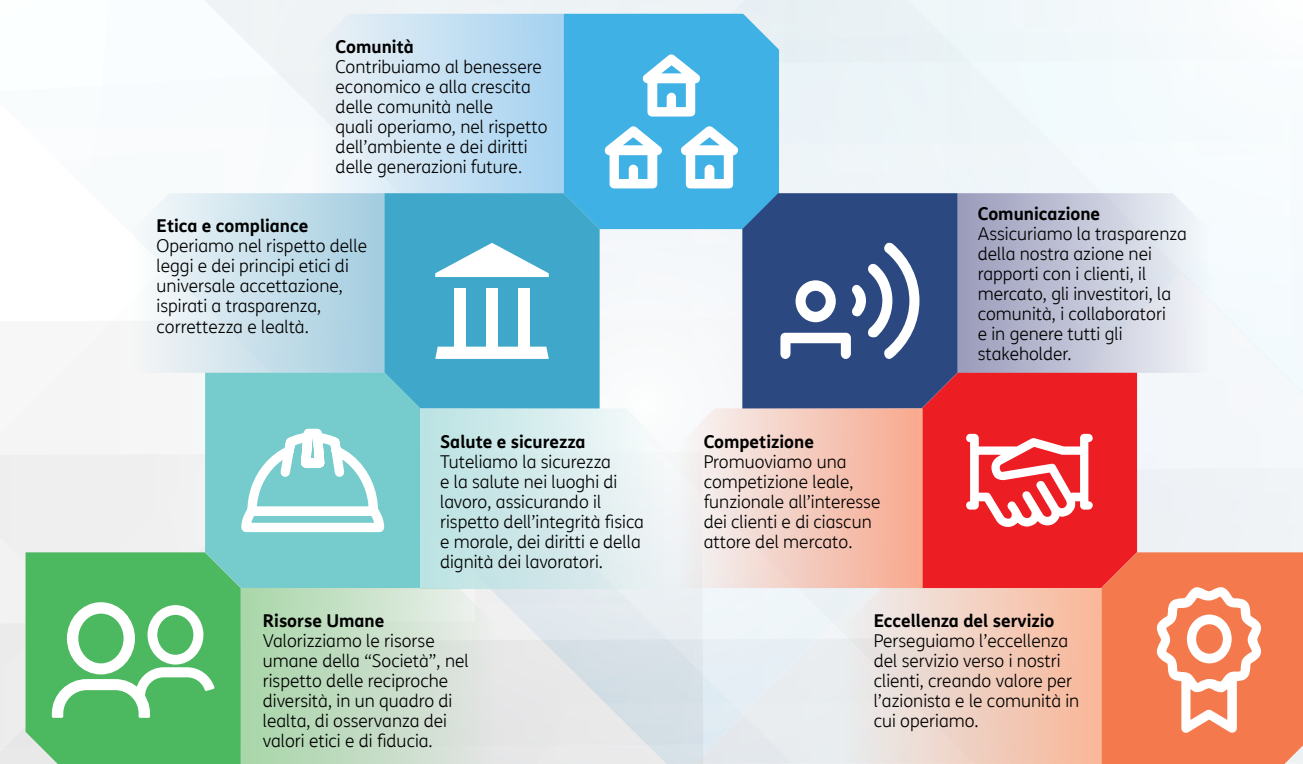 Comunità
Contribuiamo al benessere
economico e alla crescita
delle comunità nelle
quali operiamo, nel rispetto
dell'ambiente e dei diritti
delle generazioni future.
Etica e compliance
Operiamo nel rispetto delle
leggi e dei principi etici di
universale accettazione,
ispirati a trasparenza,
correttezza e lealtà.
Comunicazione
Assicuriamo la trasparenza
della nostra azione nei
rapporti con i clienti, il
mercato, gli investitori, la
comunità, i collaboratori
e in genere tutti gli
stakeholder.
Salute e sicurezza
Tuteliamo la sicurezza
e la salute nei luoghi di
lavoro, assicurando il
rispetto dell'integrità fisica
e morale, dei diritti e della
dignità dei lavoratori.
Competizione
Promuoviamo una
competizione leale,
funzionale all'interesse
dei clienti e di ciascun
attore del mercato.
Risorse Umane
Valorizziamo le risorse
umane della “Società”, nel
rispetto delle reciproche
diversità, in un quadro di
lealta, di osservanza dei
valori etici e di fiducia.
Eccellenza del servizio
Perseguiamo l'eccellenza
del servizio verso i nostri
clienti, creando valore per
l'azionista e le comunità in
cui operiamo.